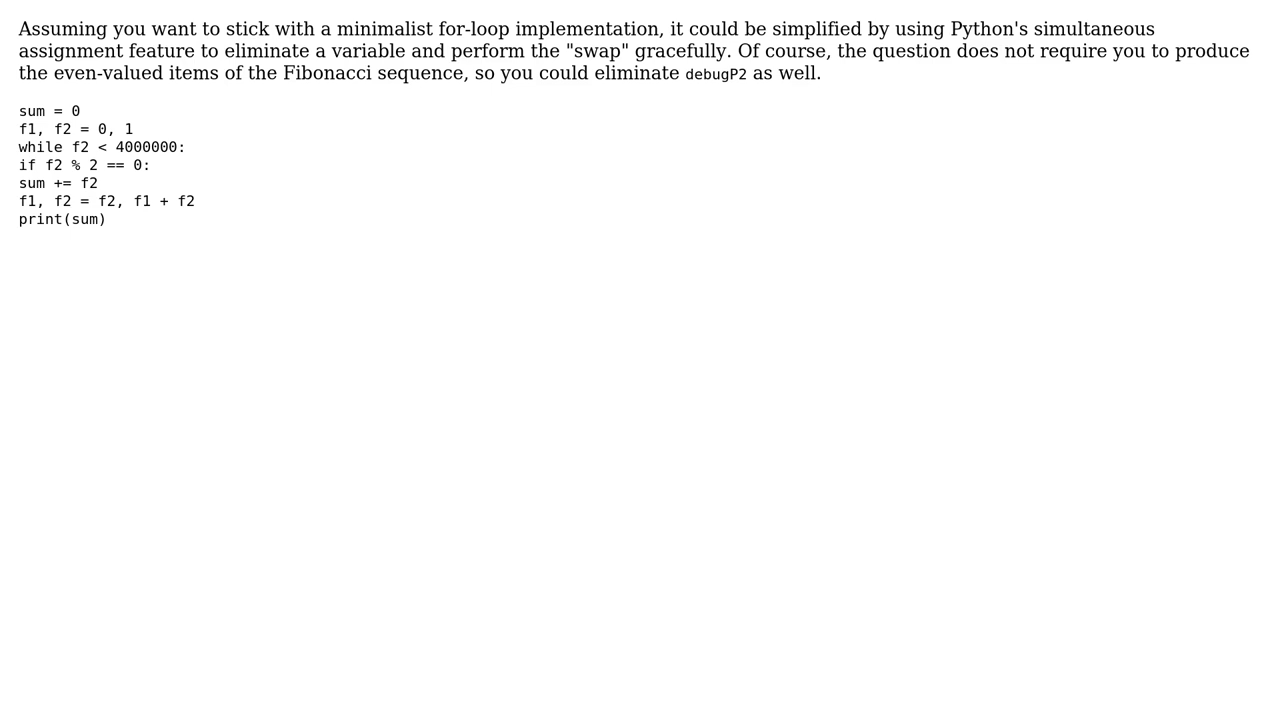 Assuming you want to stick with a minimalist for-loop implementation, it could be simplified by using Python's simultaneous
assignment feature to eliminate a variable and perform the "swap" gracefully. Of course, the question does not require you to produce
the even-valued items of the Fibonacci sequence, so you could eliminate debugP2 as well.
sum = 0
f1, f2 = 0, 1
while f2 < 4000000:
if f2 % 2 == 0:
sum += f2
f1, f2 = f2, f1 + f2
print(sum)